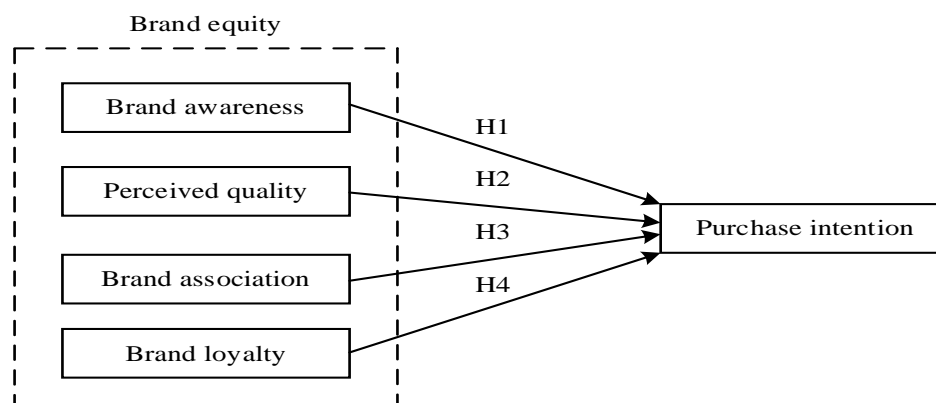 Brand equity
Brand awareness
H1
Perceived quality
H2
Purchase intention
H3
Brand association
H4
Brand loyalty